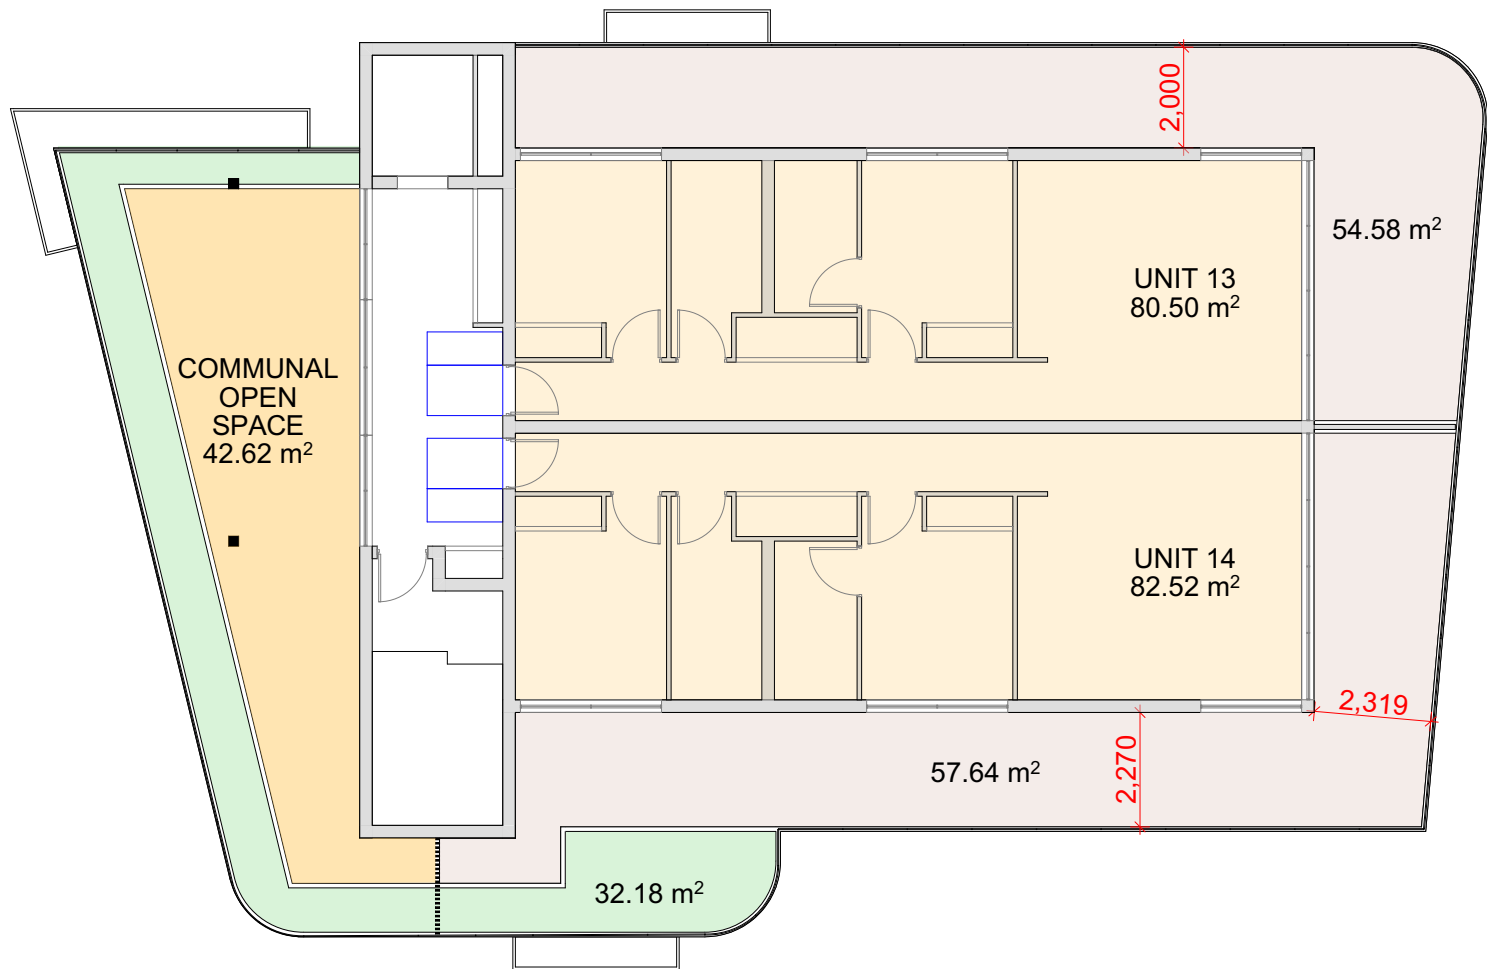 2,000
54.58 m²
UNIT 13
80.50 m²
COMMUNAL
OPEN
SPACE
42.62 m²
UNIT 14
82.52 m²
2,319
2,270
57.64 m²
32.18 m²